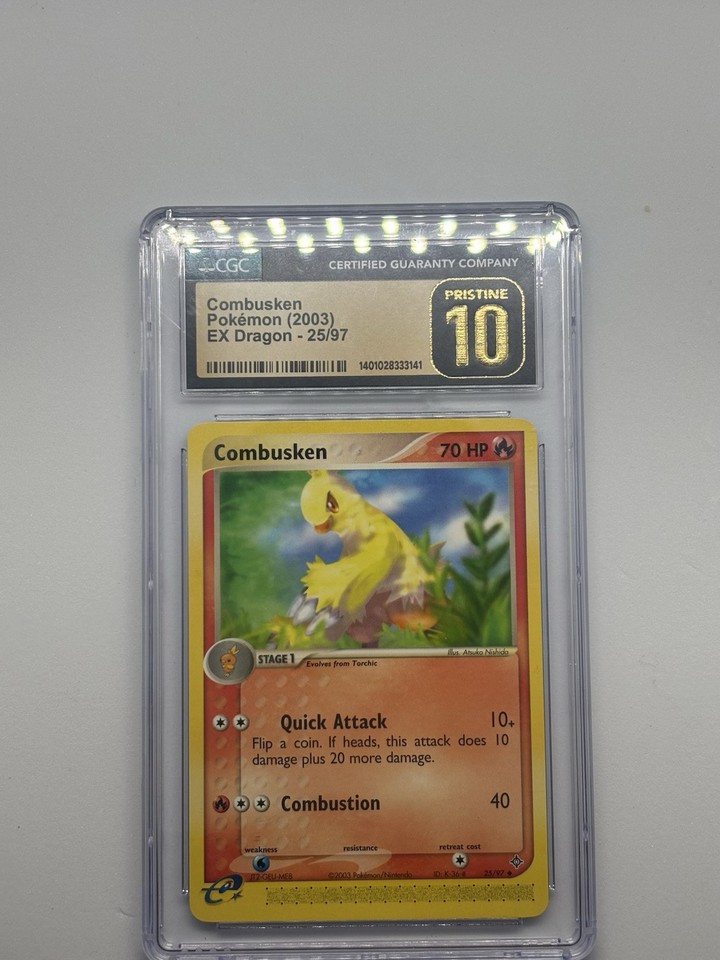 CGC
CERTIFIED GUARANTY COMPANY
Combusken
Pokémon (2003)
EX Dragon - 25/97
1401028333141
PRISTINE
10
Combusken
70 HP
STAGE 1
Evolves from Torchic
Illus. Atsuko Nishida
Quick Attack
10+
Flip a coin. If heads, this attack does 10
damage plus 20 more damage.
Combustion
40
weakness
resistance
retreat cost
©2003 Pokémon/Nintendo
25/97